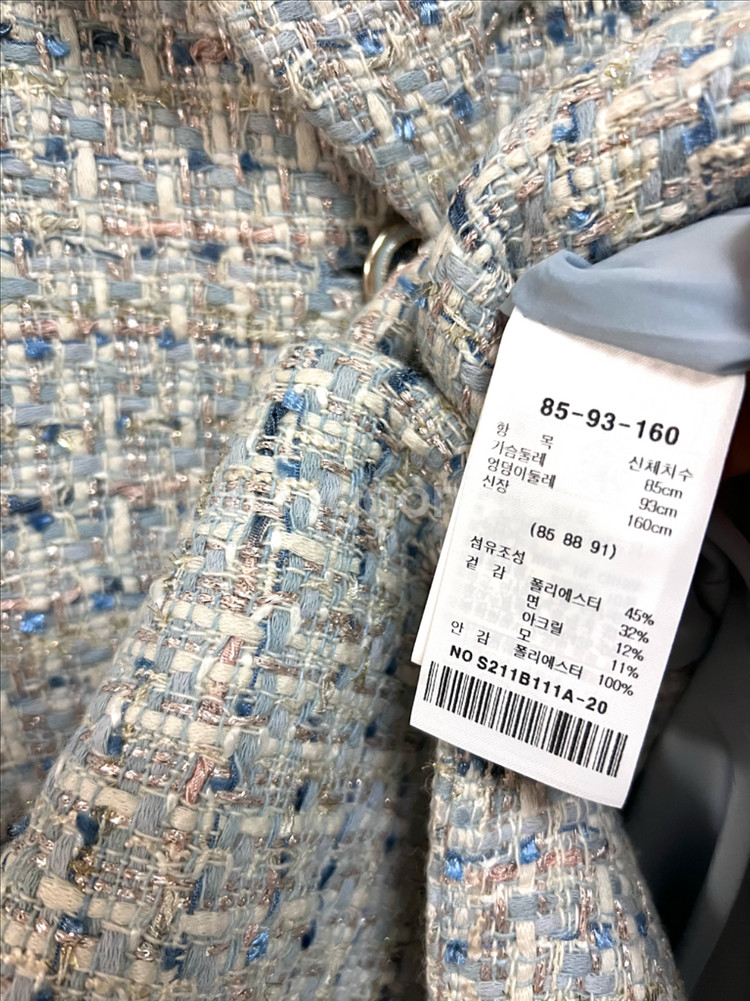 85-93-160
항 목 신체치수
가슴둘레 85cm
엉덩이둘레 93cm
신장 160cm
(85 88 91)
섬유조성
겉 감 폴리에스터 45%
면 32%
아크릴 12%
모 11%
안 감 폴리에스터 100%
NO S211B111A-20